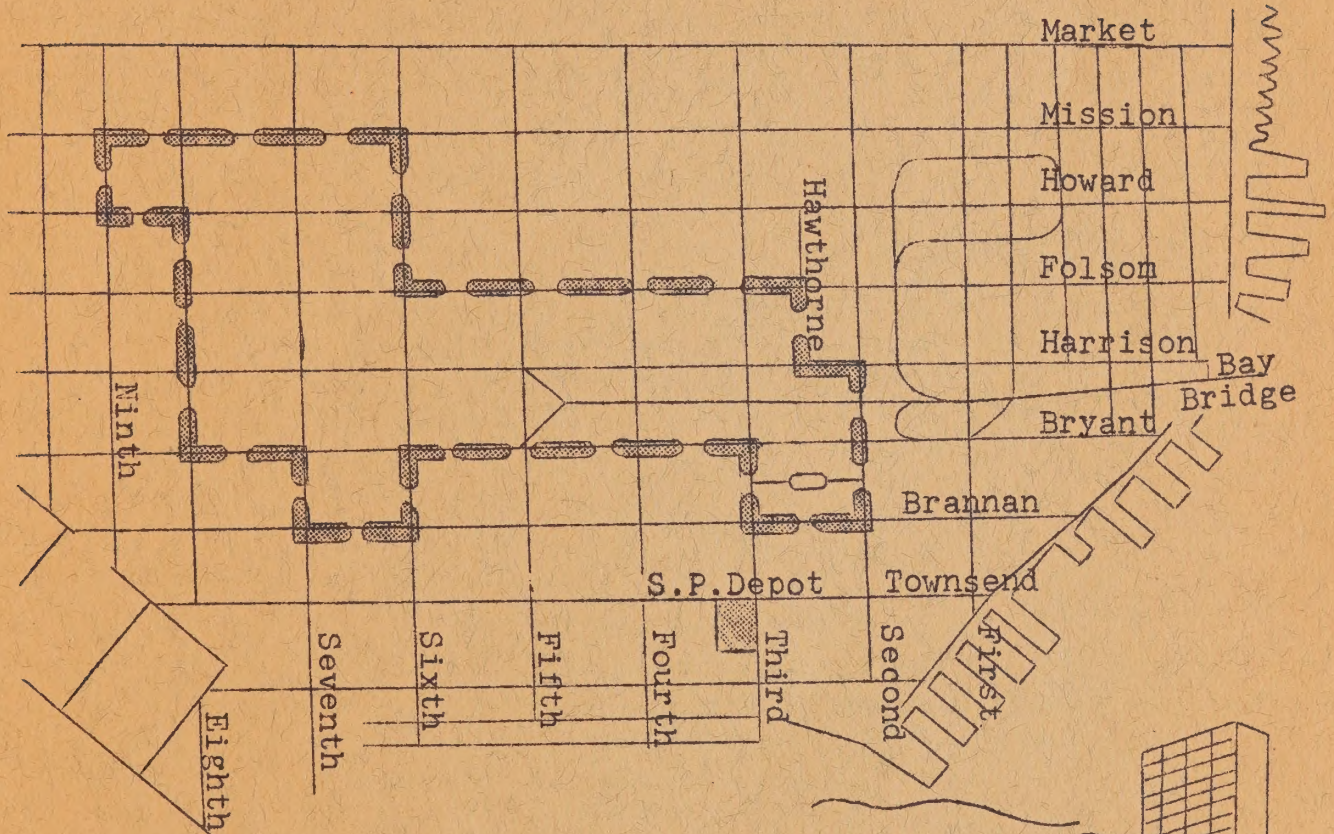 Market
Mission
Howard
Hawthorne
Folsom
Harrison
Bay
Bridge
Bryant
Ninth
Brannan
S.P.Depot
Townsend
Seventh
Sixth
Fifth
Fourth
Third
Second
First
Eighth